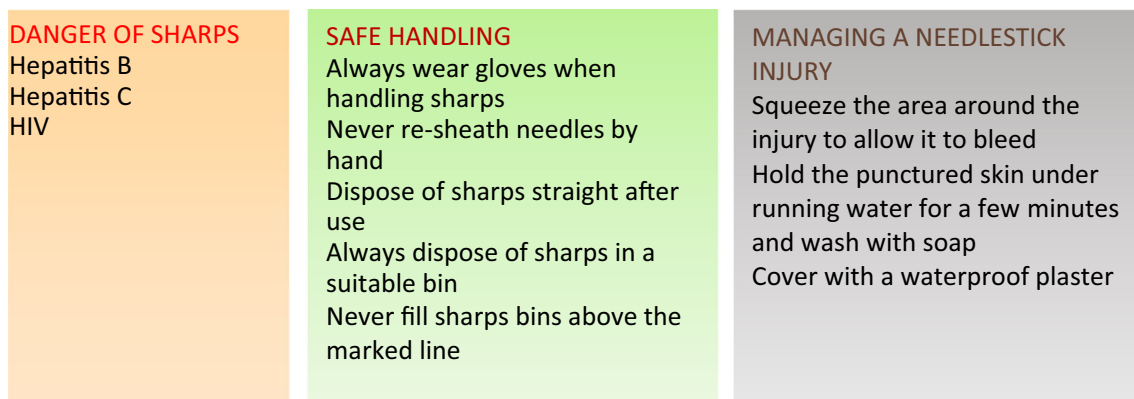 DANGER OF SHARPS
Hepatitis B
Hepatitis C
HIV
SAFE HANDLING
Always wear gloves when
handling sharps
Never re-sheath needles by
hand
Dispose of sharps straight after
use
Always dispose of sharps in a
suitable bin
Never fill sharps bins above the
marked line
MANAGING A NEEDLESTICK
INJURY
Squeeze the area around the
injury to allow it to bleed
Hold the punctured skin under
running water for a few minutes
and wash with soap
Cover with a waterproof plaster